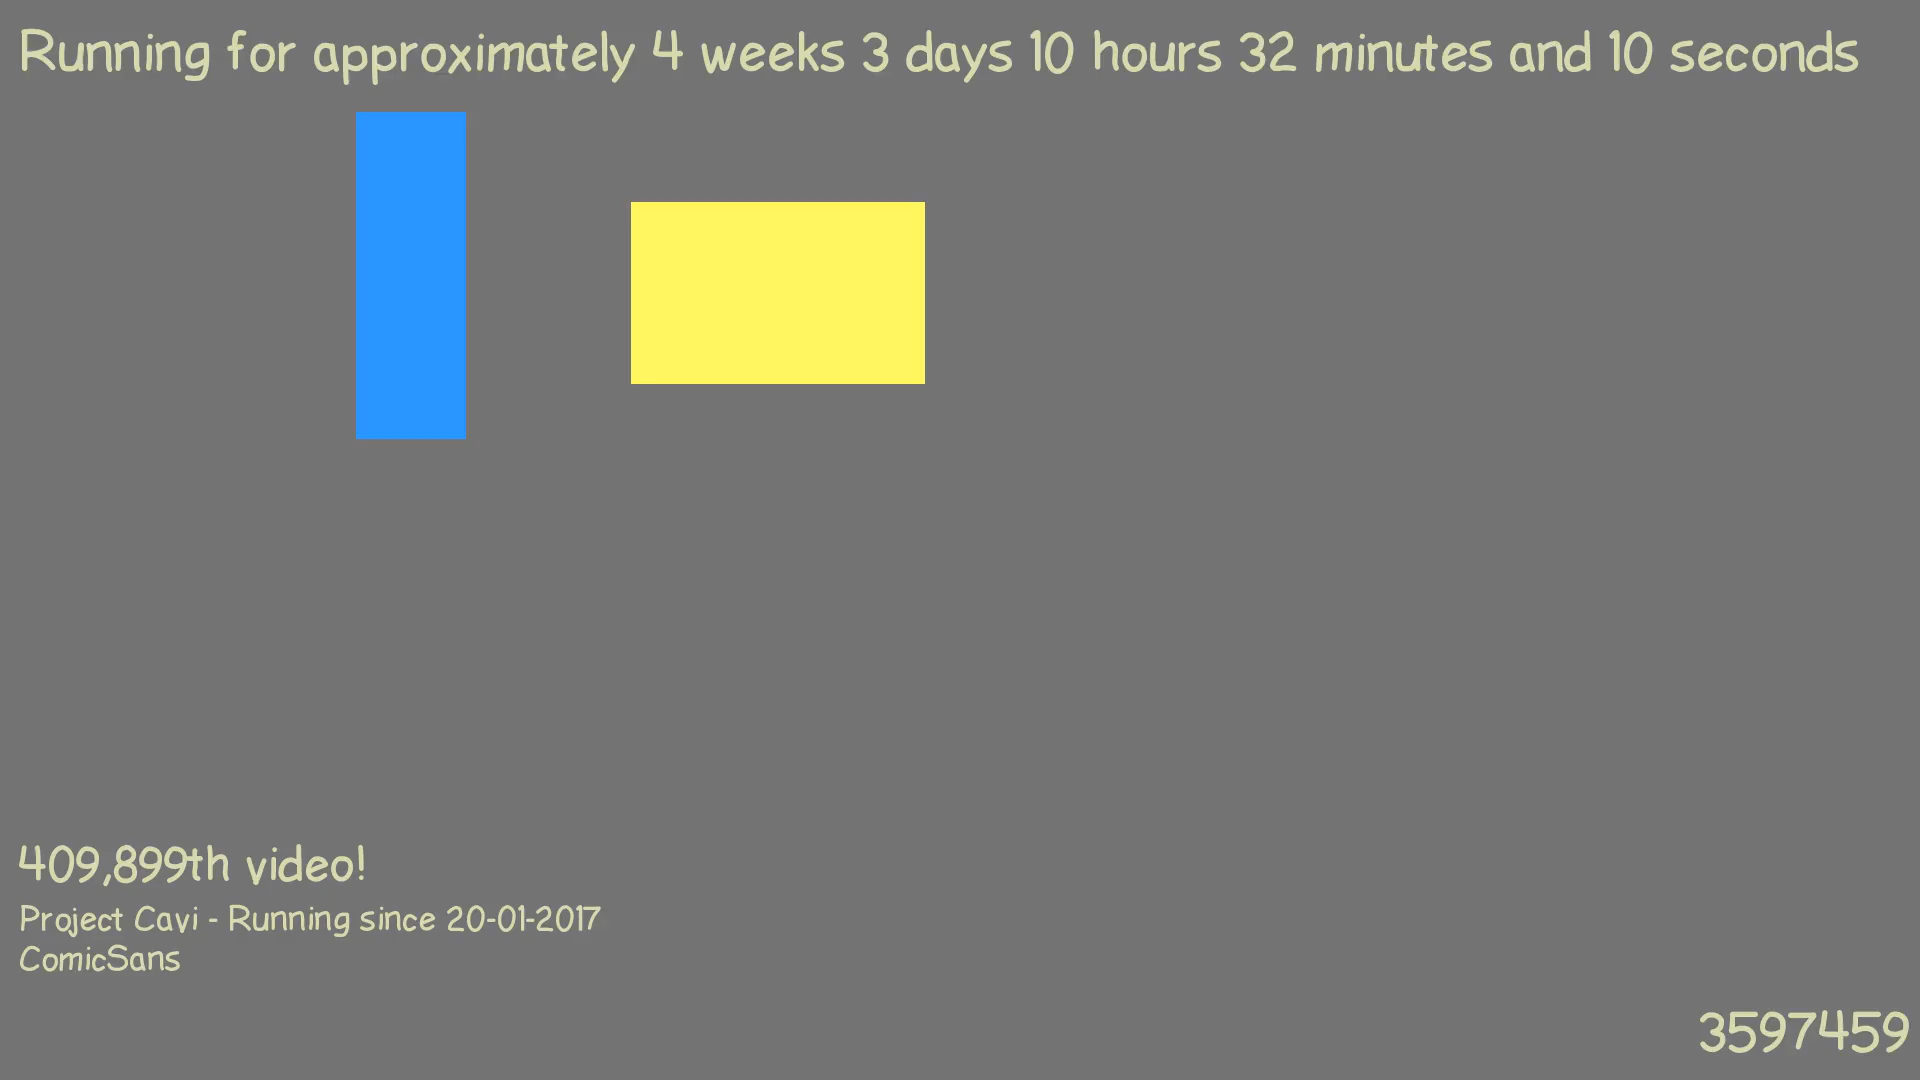 Running for approximately 4 weeks 3 days 10 hours 32 minutes and 10 seconds
409,899th video!
Project Cavi - Running since 20-01-2017
ComicSans
3597459